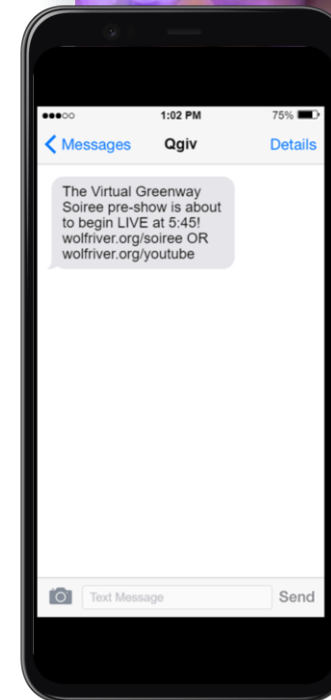 1:02 PM
75%
Messages
Qgiv
Details
The Virtual Greenway
Soiree pre-show is about
to begin LIVE at 5:45!
wolfriver.org/soiree OR
wolfriver.org/youtube
Text Message
Send